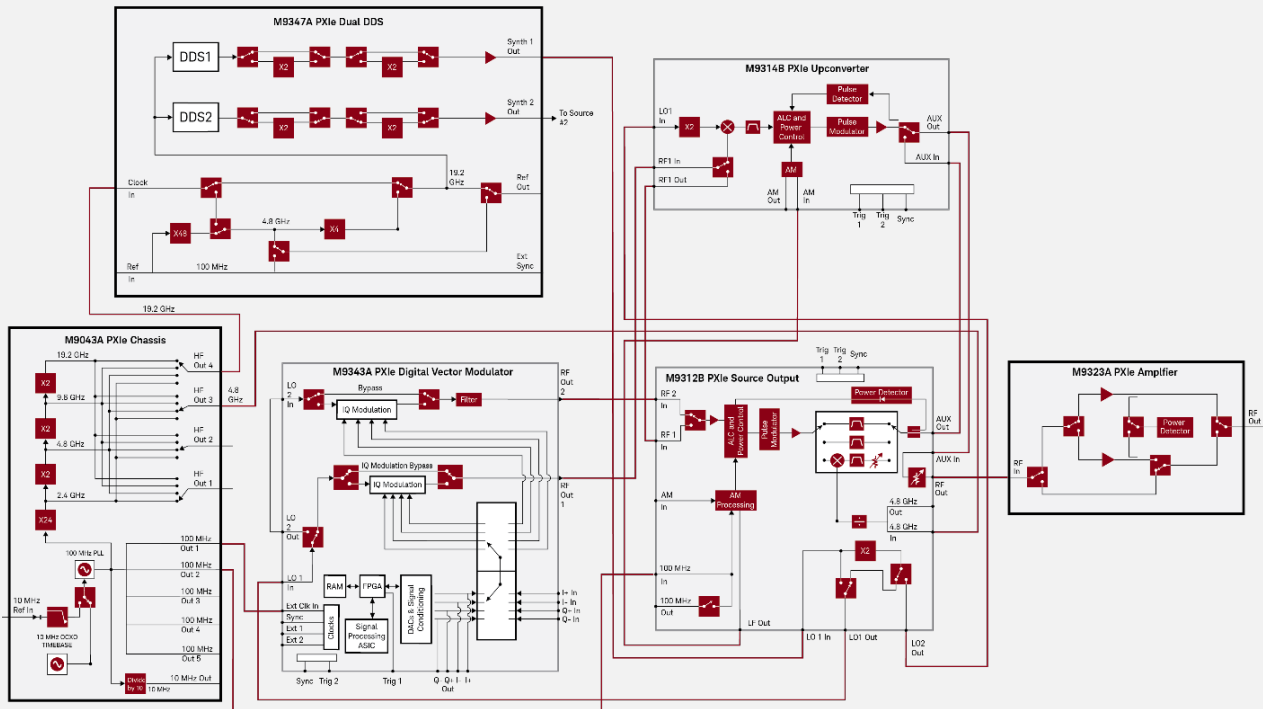 M9347A PXIe Dual DDS
DDS1
X2
X2
Synth 1
Out
DDS2
X2
X2
Synth 2
Out
To Source
#2
Clock
In
19.2
GHz
Ref
Out
X48
4.8 GHz
X4
Ref
In
100 MHz
Ext
Sync
19.2 GHz
M9314B PXIe Upconverter
LO1
In
X2
ALC and
Power
Control
Pulse
Detector
Pulse
Modulator
AUX
Out
AUX In
RF1 In
RF1 Out
AM
AM
Out
AM
In
Trig
1
Trig
2
Sync
M9043A PXIe Chassis
19.2 GHz
HF
Out 4
X2
9.8 GHz
HF
Out 3
4.8
GHz
X2
4.8 GHz
HF
Out 2
X2
2.4 GHz
HF
Out 1
X24
100 MHz PLL
100 MHz
Out 1
100 MHz
Out 2
100 MHz
Out 3
100 MHz
Out 4
100 MHz
Out 5
10 MHz
Ref In
13 MHz OCXO
TIMEBASE
Divide
by 10
10 MHz Out
10 MHz
M9343A PXIe Digital Vector Modulator
LO
2
In
Bypass
IQ Modulation
Filter
RF
Out
2
IQ Modulation Bypass
IQ Modulation
LO
2
Out
RF
Out
1
LO 1
In
RAM
FPGA
DACs & Signal
Conditioning
Signal
Processing
ASIC
Ext Clk In
Sync
Ext 1
Ext 2
Clocks
I+ In
I- In
Q+ In
Q- In
Sync
Trig 2
Trig 1
Q- Q+ I- I+
Out
M9312B PXIe Source Output
Trig
1
Trig
2
Sync
RF 2
In
RF 1
In
ALC and
Power Control
Pulse
Modulator
Power Detector
AUX
Out
AUX In
RF
Out
AM
In
AM
Processing
4.8 GHz
Out
4.8 GHz
In
÷
X2
100 MHz
In
100 MHz
Out
LF Out
LO 1 In
LO1 Out
LO2
Out
M9323A PXIe Amplfier
RF
In
Power
Detector
RF
Out